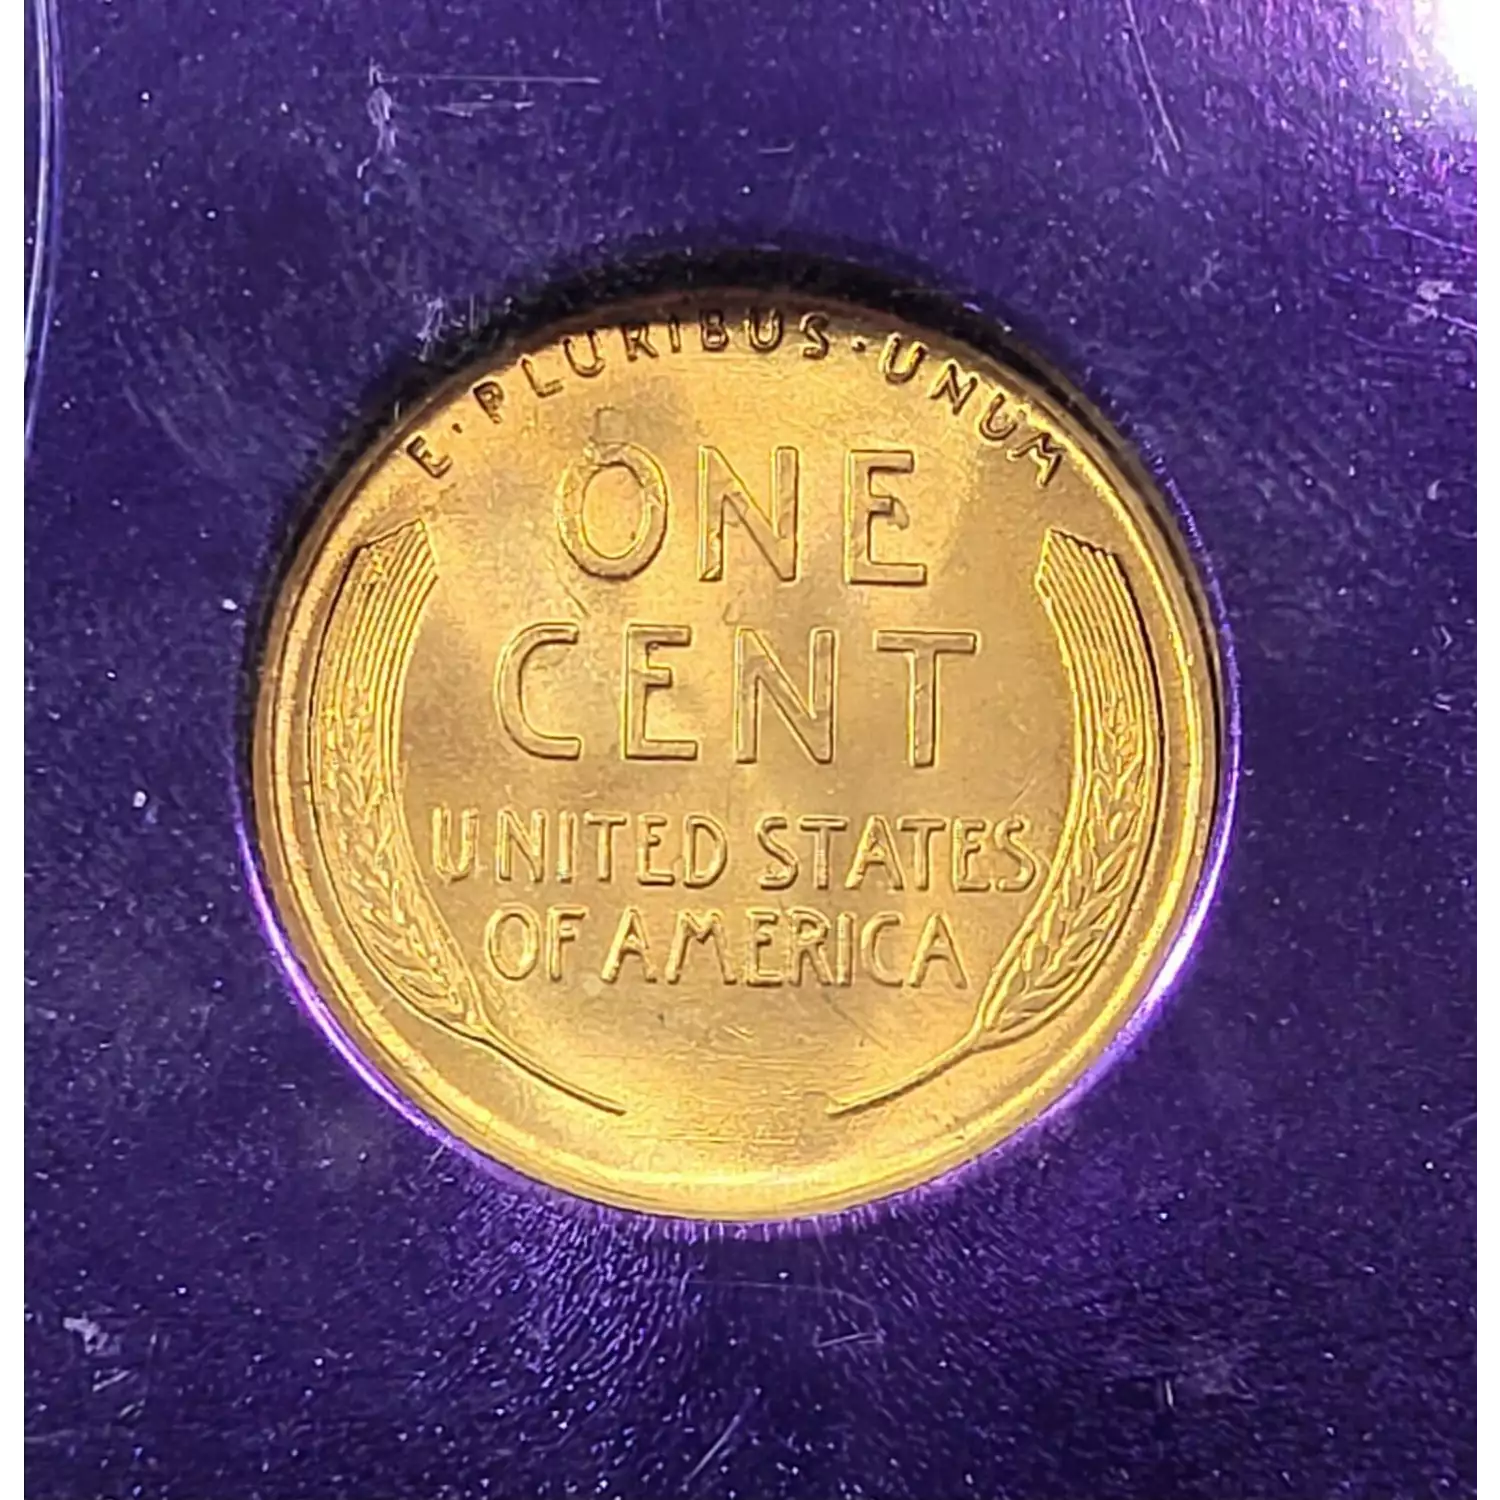 E·PLURIBUS·UNUM
ONE
CENT
UNITED STATES
OF AMERICA